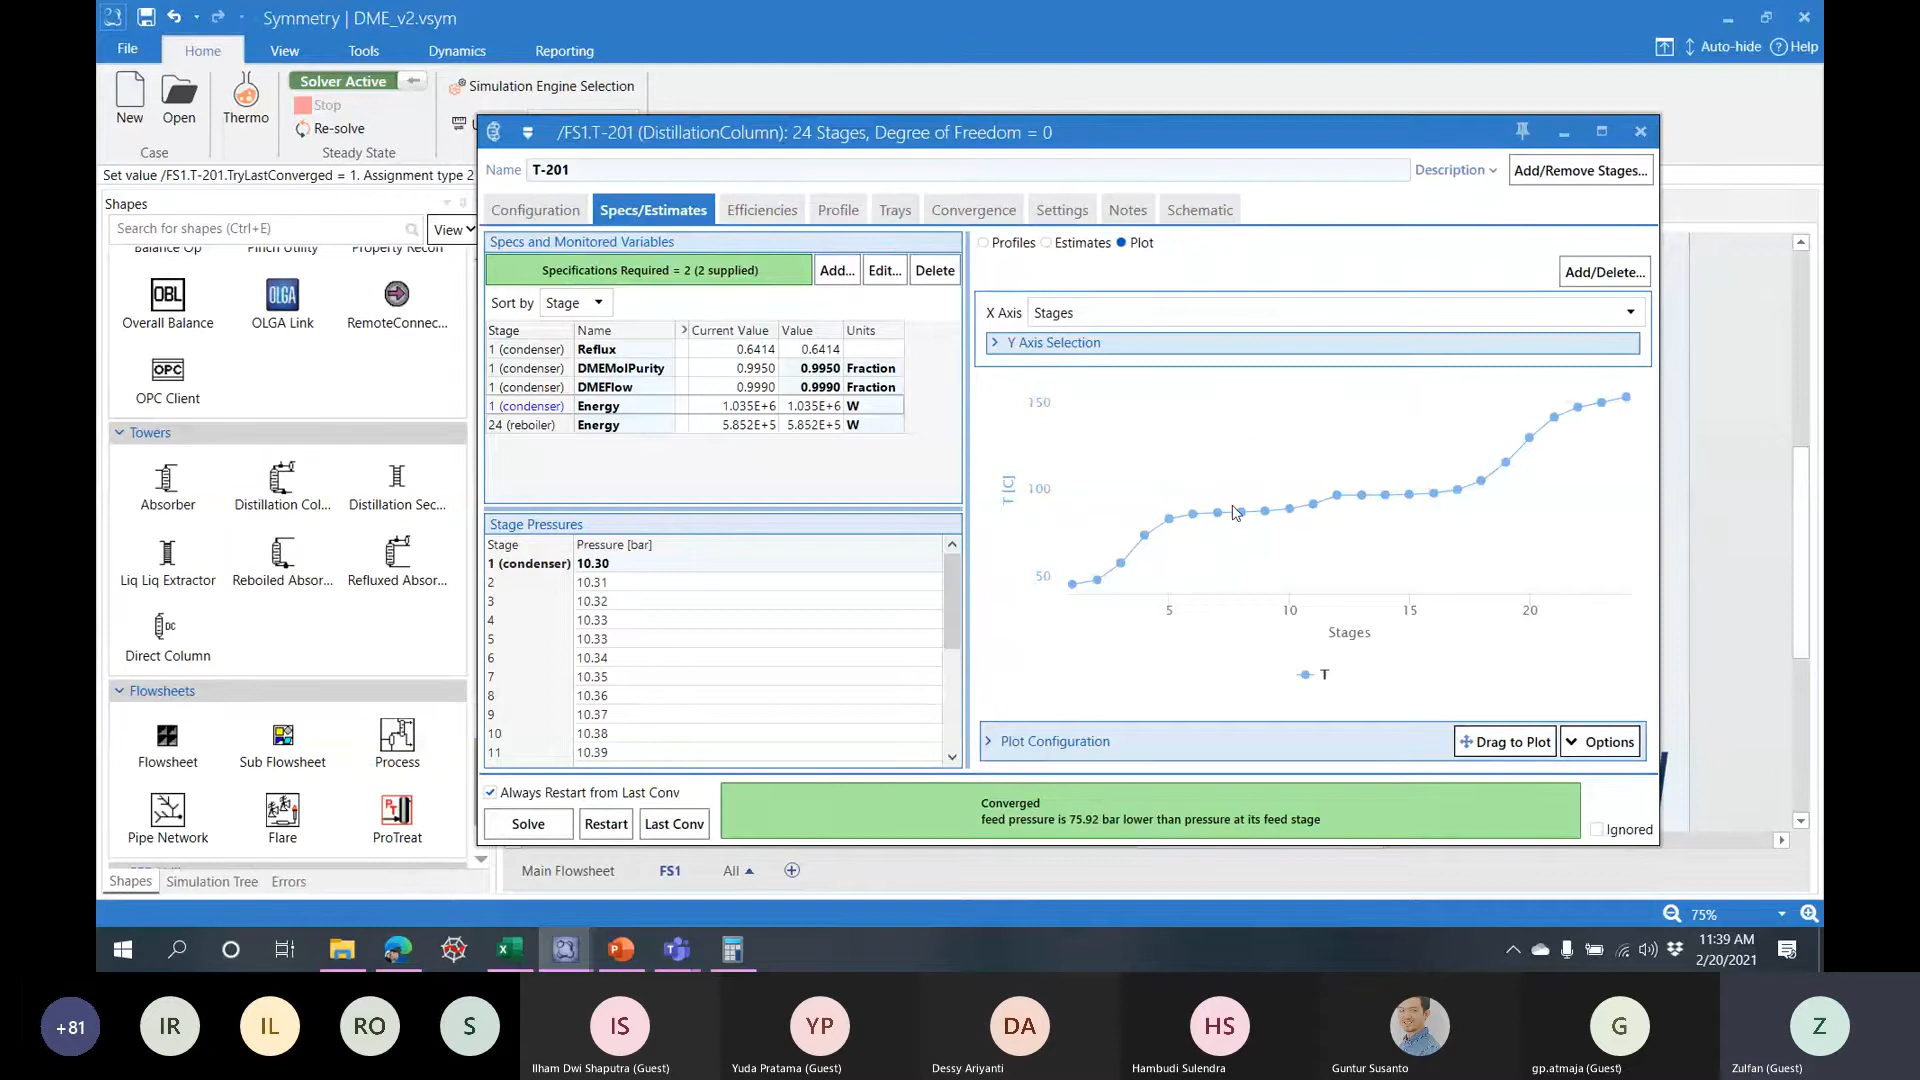 Symmetry | DME_v2.vsym
File
Home
View
Tools
Dynamics
Reporting
Auto-hide
Help
New
Open
Thermo
Solver Active
Stop
Re-solve
Case
Steady State
Simulation Engine Selection
Set value /FS1.T-201.TryLastConverged = 1. Assignment type 2
Shapes
Search for shapes (Ctrl+E)
View
Balance Op
Pinch Utility
Property Recon
OBL
OLGA
Overall Balance
OLGA Link
RemoteConnec...
OPC
OPC Client
Towers
Absorber
Distillation Col...
Distillation Sec...
Liq Liq Extractor
Reboiled Absor...
Refluxed Absor...
DC
Direct Column
Flowsheets
Flowsheet
Sub Flowsheet
Process
Pipe Network
Flare
ProTreat
Shapes
Simulation Tree
Errors
/FS1.T-201 (DistillationColumn): 24 Stages, Degree of Freedom = 0
Name
T-201
Description
Add/Remove Stages...
Configuration
Specs/Estimates
Efficiencies
Profile
Trays
Convergence
Settings
Notes
Schematic
Specs and Monitored Variables
Specifications Required = 2 (2 supplied)
Add...
Edit...
Delete
Sort by
Stage
Stage Name > Current Value Value Units
1 (condenser) Reflux 0.6414 0.6414
1 (condenser) DMEMolPurity 0.9950 0.9950 Fraction
1 (condenser) DMEFlow 0.9990 0.9990 Fraction
1 (condenser) Energy 1.035E+6 1.035E+6 W
24 (reboiler) Energy 5.852E+5 5.852E+5 W
Stage Pressures
Stage Pressure [bar]
1 (condenser) 10.30
2 10.31
3 10.32
4 10.33
5 10.33
6 10.34
7 10.35
8 10.36
9 10.37
10 10.38
11 10.39
Profiles
Estimates
Plot
Add/Delete...
X Axis
Stages
Y Axis Selection
150
100
50
T [C]
5
10
15
20
Stages
T
Plot Configuration
Drag to Plot
Options
Always Restart from Last Conv
Solve
Restart
Last Conv
Converged
feed pressure is 75.92 bar lower than pressure at its feed stage
Ignored
Main Flowsheet
FS1
All
75%
11:39 AM
2/20/2021
+81
IR
IL
RO
S
IS
YP
DA
HS
G
Z
Ilham Dwi Shaputra (Guest)
Yuda Pratama (Guest)
Dessy Ariyanti
Hambudi Sulendra
Guntur Susanto
gp.atmaja (Guest)
Zulfan (Guest)